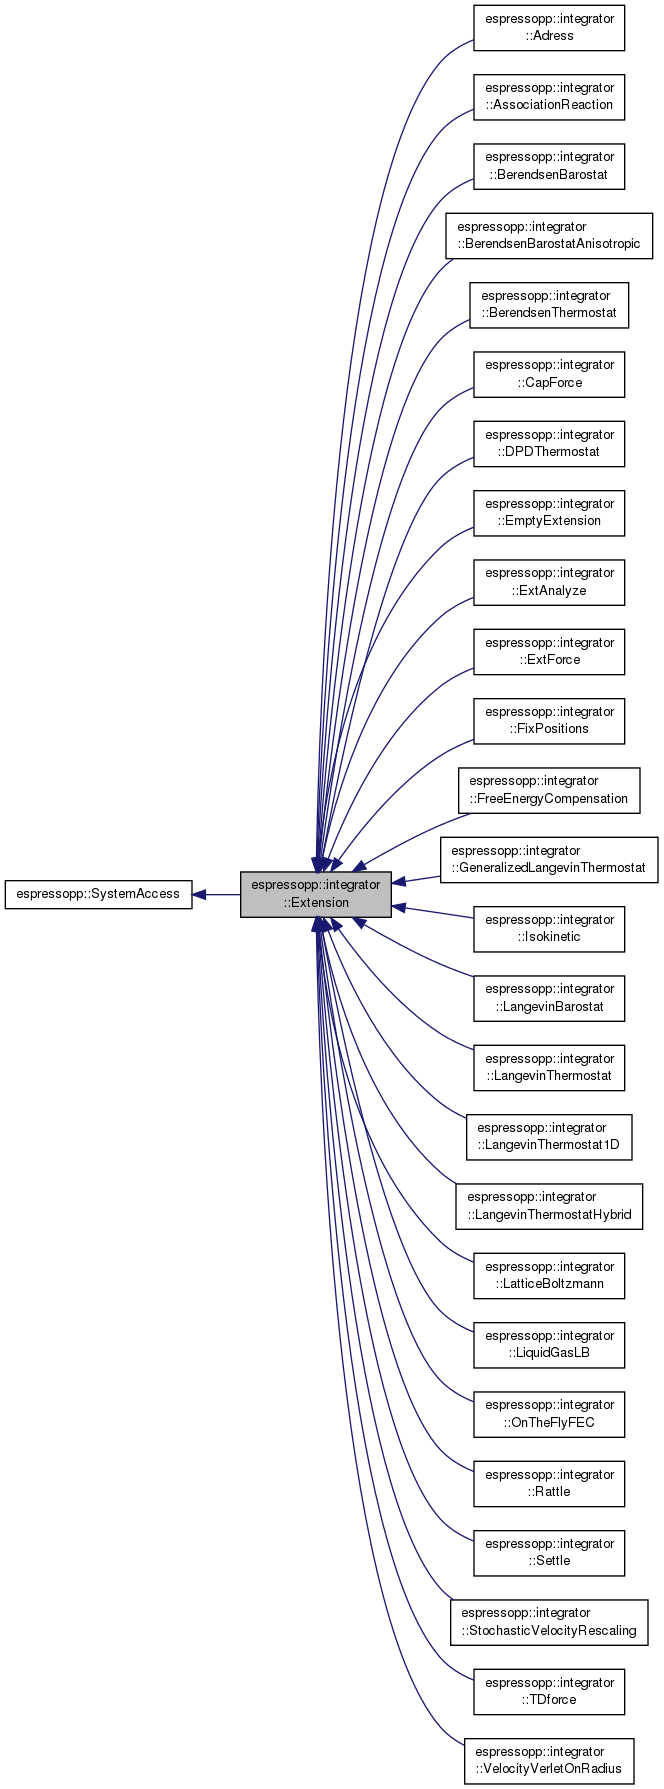 espressopp::integrator
::Adress
espressopp::integrator
::AssociationReaction
espressopp::integrator
::BerendsenBarostat
espressopp::integrator
::BerendsenBarostatAnisotropic
espressopp::integrator
::BerendsenThermostat
espressopp::integrator
::CapForce
espressopp::integrator
::DPDThermostat
espressopp::integrator
::EmptyExtension
espressopp::integrator
::ExtAnalyze
espressopp::integrator
::ExtForce
espressopp::integrator
::FixPositions
espressopp::integrator
::FreeEnergyCompensation
espressopp::integrator
::GeneralizedLangevinThermostat
espressopp::SystemAccess
espressopp::integrator
::Extension
espressopp::integrator
::Isokinetic
espressopp::integrator
::LangevinBarostat
espressopp::integrator
::LangevinThermostat
espressopp::integrator
::LangevinThermostat1D
espressopp::integrator
::LangevinThermostatHybrid
espressopp::integrator
::LatticeBoltzmann
espressopp::integrator
::LiquidGasLB
espressopp::integrator
::OnTheFlyFEC
espressopp::integrator
::Rattle
espressopp::integrator
::Settle
espressopp::integrator
::StochasticVelocityRescaling
espressopp::integrator
::TDforce
espressopp::integrator
::VelocityVerletOnRadius